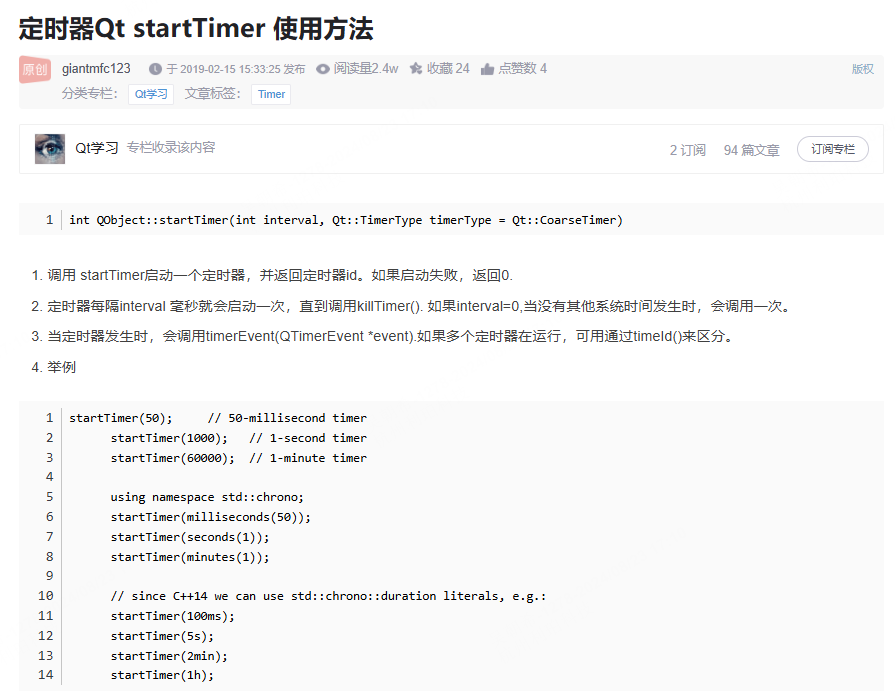 定时器Qt startTimer 使用方法
原创 giantmfc123 于 2019-02-15 15:33:25 发布 阅读量2.4w 收藏 24 点赞数 4 版权
分类专栏： Qt学习 文章标签： Timer
Qt学习 专栏收录该内容 2 订阅 94 篇文章 订阅专栏
1 int QObject::startTimer(int interval, Qt::TimerType timerType = Qt::CoarseTimer)
1. 调用 startTimer启动一个定时器，并返回定时器id。如果启动失败，返回0.
2. 定时器每隔interval 毫秒就会启动一次，直到调用killTimer(). 如果interval=0,当没有其他系统时间发生时，会调用一次。
3. 当定时器发生时，会调用timerEvent(QTimerEvent *event).如果多个定时器在运行，可用通过timeId()来区分。
4. 举例
1 startTimer(50); // 50-millisecond timer
2 startTimer(1000); // 1-second timer
3 startTimer(60000); // 1-minute timer
4
5 using namespace std::chrono;
6 startTimer(milliseconds(50));
7 startTimer(seconds(1));
8 startTimer(minutes(1));
9
10 // since C++14 we can use std::chrono::duration literals, e.g.:
11 startTimer(100ms);
12 startTimer(5s);
13 startTimer(2min);
14 startTimer(1h);